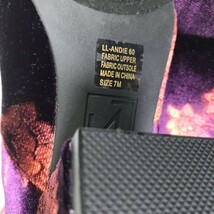 LL-ANDIE 60
FABRIC UPPER
FABRIC OUTSOLE
MADE IN CHINA
SIZE 7M